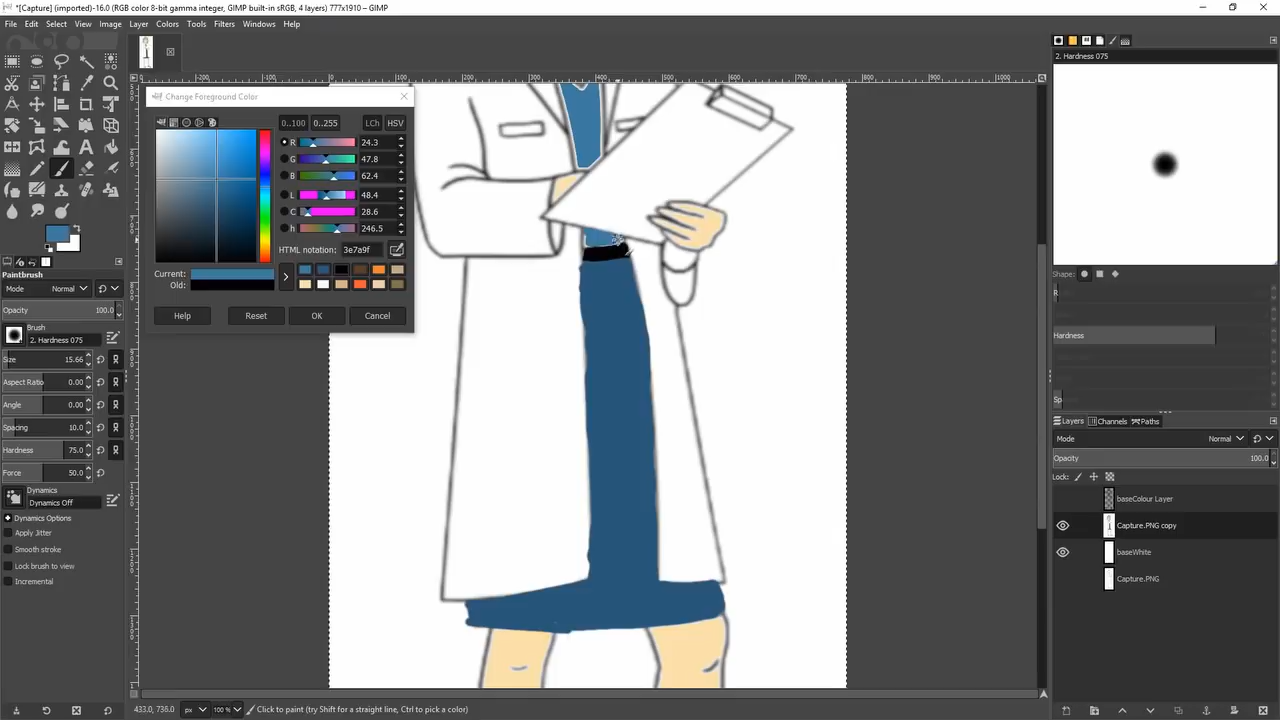 *[Capture] (imported)-16.0 (RGB color 8-bit gamma integer, GIMP built-in sRGB, 4 layers) 777x1910 – GIMP
File Edit Select View Image Layer Colors Tools Filters Windows Help
Change Foreground Color
0..100 0..255 LCh HSV
R 24.3
G 47.8
B 62.4
L 48.4
C 28.6
h 246.5
HTML notation: 3e7a9f
Current:
Old:
Help Reset OK Cancel
Paintbrush
Mode Normal
Opacity 100.0
Brush
2. Hardness 075
Size 15.66
Aspect Ratio 0.00
Angle 0.00
Spacing 10.0
Hardness 75.0
Force 50.0
Dynamics
Dynamics Off
Dynamics Options
Apply Jitter
Smooth stroke
Lock brush to view
Incremental
433.0, 736.0 px 100 % Click to paint (try Shift for a straight line, Ctrl to pick a color)
2. Hardness 075
Shape:
R
Hardness
Sp
Layers Channels Paths
Mode Normal
Opacity 100.0
Lock:
baseColour Layer
Capture.PNG copy
baseWhite
Capture.PNG